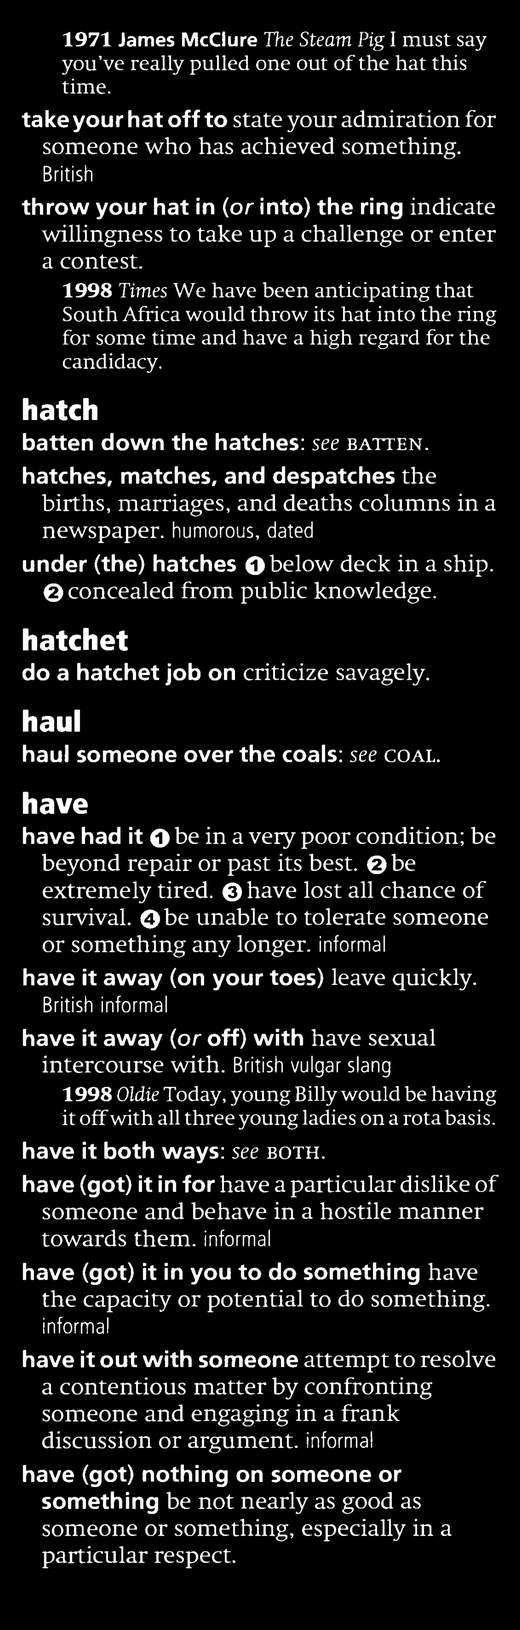 1971 James McClure The Steam Pig I must say
you've really pulled one out of the hat this
time.
take your hat off to state your admiration for
someone who has achieved something.
British
throw your hat in (or into) the ring indicate
willingness to take up a challenge or enter
a contest.
1998 Times We have been anticipating that
South Africa would throw its hat into the ring
for some time and have a high regard for the
candidacy.
hatch
batten down the hatches: see BATTEN.
hatches, matches, and despatches the
births, marriages, and deaths columns in a
newspaper. humorous, dated
under (the) hatches ❶ below deck in a ship.
❷ concealed from public knowledge.
hatchet
do a hatchet job on criticize savagely.
haul
haul someone over the coals: see COAL.
have
have had it ❶ be in a very poor condition; be
beyond repair or past its best. ❷ be
extremely tired. ❸ have lost all chance of
survival. ❹ be unable to tolerate someone
or something any longer. informal
have it away (on your toes) leave quickly.
British informal
have it away (or off) with have sexual
intercourse with. British vulgar slang
1998 Oldie Today, young Billy would be having
it off with all three young ladies on a rota basis.
have it both ways: see BOTH.
have (got) it in for have a particular dislike of
someone and behave in a hostile manner
towards them. informal
have (got) it in you to do something have
the capacity or potential to do something.
informal
have it out with someone attempt to resolve
a contentious matter by confronting
someone and engaging in a frank
discussion or argument. informal
have (got) nothing on someone or
something be not nearly as good as
someone or something, especially in a
particular respect.